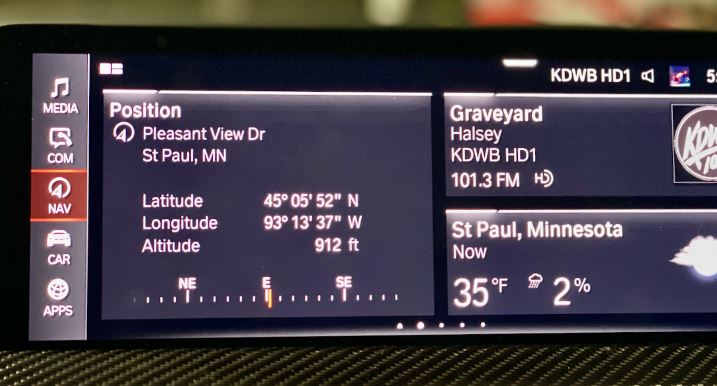 MEDIA
COM
NAV
CAR
APPS
KDWB HD1
Position
Pleasant View Dr
St Paul, MN
Latitude 45° 05' 52" N
Longitude 93° 13' 37" W
Altitude 912 ft
NE E SE
Graveyard
Halsey
KDWB HD1
101.3 FM HD
St Paul, Minnesota
Now
35°F 2%